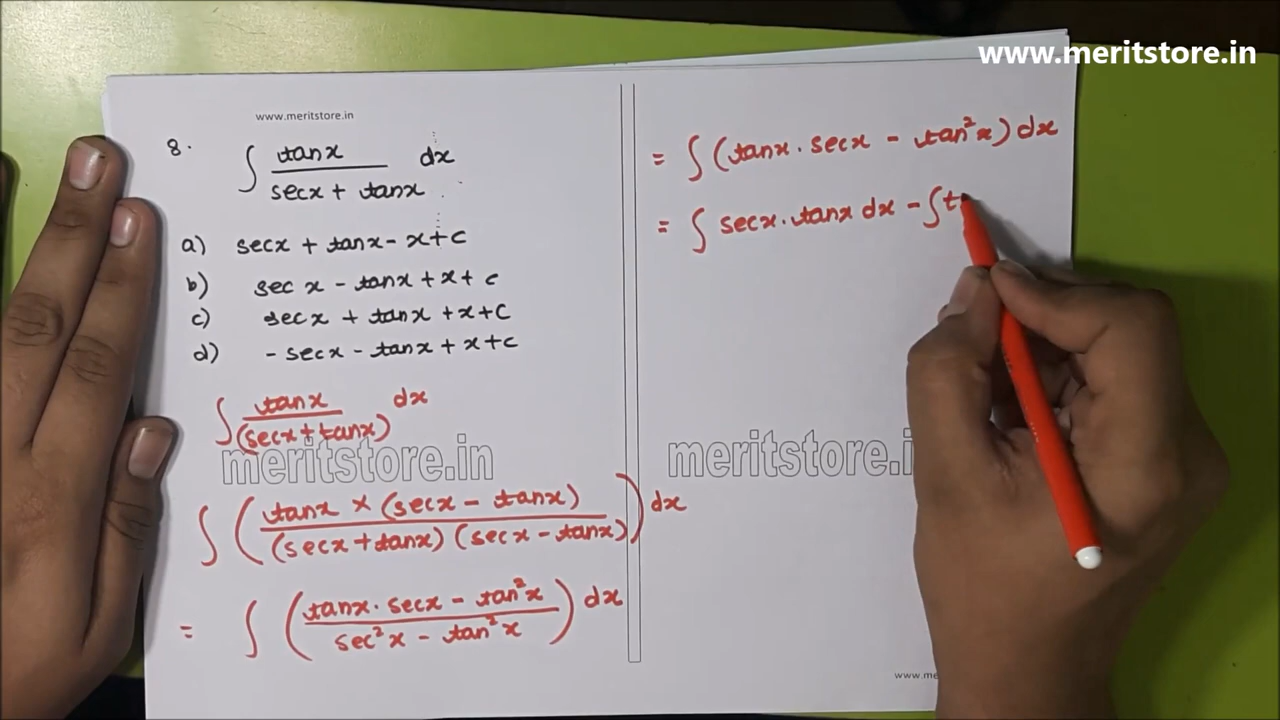 www.meritstore.in
www.meritstore.in
8. ∫ tanx / secx + tanx dx
a) secx + tanx - x + c
b) sec x - tanx + x + c
c) secx + tanx + x + C
d) - secx - tanx + x + C
∫ tanx / (secx + tanx) dx
meritstore.in
∫ ( tanx × (secx - tanx) / (secx + tanx) (secx - tanx) ) dx
= ∫ ( tanx · secx - tan²x / sec²x - tan²x ) dx
= ∫ (tanx · secx - tan²x) dx
= ∫ secx · tanx dx - ∫ t
meritstore.i
www.me